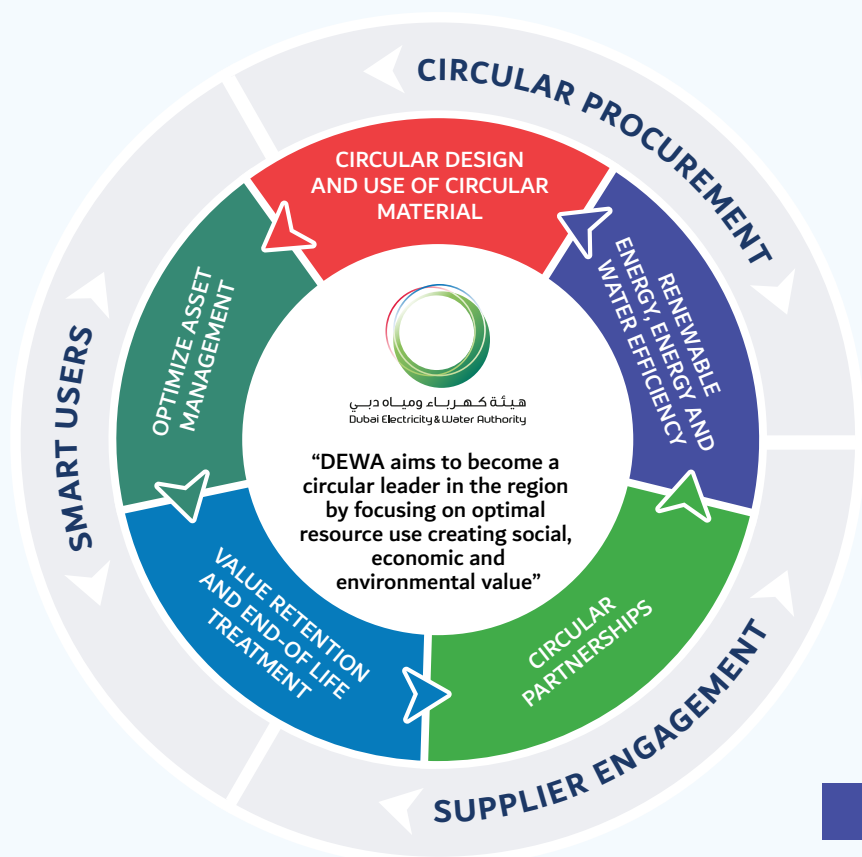 CIRCULAR PROCUREMENT
CIRCULAR DESIGN
AND USE OF CIRCULAR
MATERIAL
RENEWABLE
ENERGY, ENERGY AND
WATER EFFICIENCY
OPTIMIZE ASSET
MANAGEMENT
SMART USERS
هيئة كهرباء ومياه دبي
Dubai Electricity & Water Authority
“DEWA aims to become a
circular leader in the region
by focusing on optimal
resource use creating social,
economic and
environmental value”
VALUE RETENTION
AND END-OF LIFE
TREATMENT
CIRCULAR
PARTNERSHIPS
SUPPLIER ENGAGEMENT